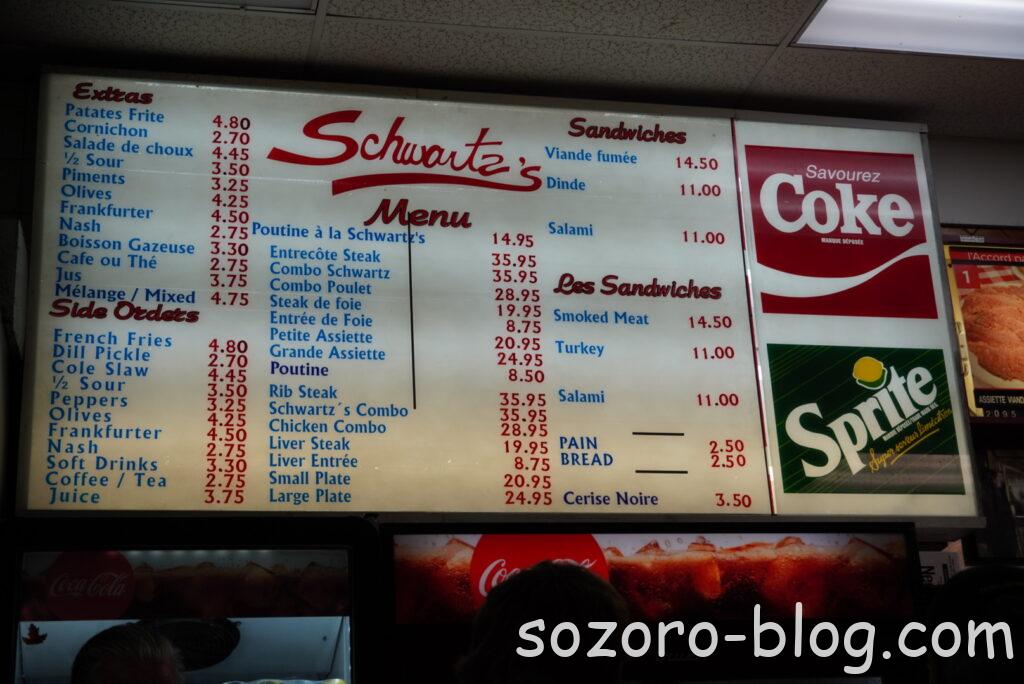 Extras
Patates Frite 4.80
Cornichon 2.70
Salade de choux 4.45
½ Sour 3.50
Piments 3.25
Olives 4.25
Frankfurter 4.50
Nash 2.75
Boisson Gazeuse 3.30
Cafe ou Thé 2.75
Jus 3.75
Mélange / Mixed 4.75
Side Orders
French Fries 4.80
Dill Pickle 2.70
Cole Slaw 4.45
½ Sour 3.50
Peppers 3.25
Olives 4.25
Frankfurter 4.50
Nash 2.75
Soft Drinks 3.30
Coffee / Tea 2.75
Juice 3.75
Schwartz's
Menu
Poutine à la Schwartz's 14.95
Entrecôte Steak 35.95
Combo Schwartz 35.95
Combo Poulet 28.95
Steak de foie 19.95
Entrée de Foie 8.75
Petite Assiette 20.95
Grande Assiette 24.95
Poutine 8.50
Rib Steak 35.95
Schwartz´s Combo 35.95
Chicken Combo 28.95
Liver Steak 19.95
Liver Entrée 8.75
Small Plate 20.95
Large Plate 24.95
Sandwiches
Viande fumée 14.50
Dinde 11.00
Salami 11.00
Les Sandwiches
Smoked Meat 14.50
Turkey 11.00
Salami 11.00
PAIN 2.50
BREAD 2.50
Cerise Noire 3.50
Savourez
Coke
MARQUE DÉPOSÉE
Sprite
Super saveur limécitron
l'Accord
1
ASSIETTE VIAND
2095
Coca-Cola
sozoro-blog.com